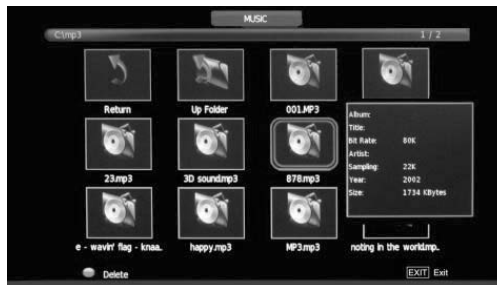 MUSIC
C:\mp3 1 / 2
Return Up Folder 001.MP3
Album:
Title:
Bit Rate: 80K
Artist:
Sampling: 22K
Year: 2002
Size: 1734 KBytes
23.mp3 3D sound.mp3 878.mp3
e - wavin' flag - knaa.. happy.mp3 MP3.mp3 noting in the world.mp..
Delete EXIT Exit